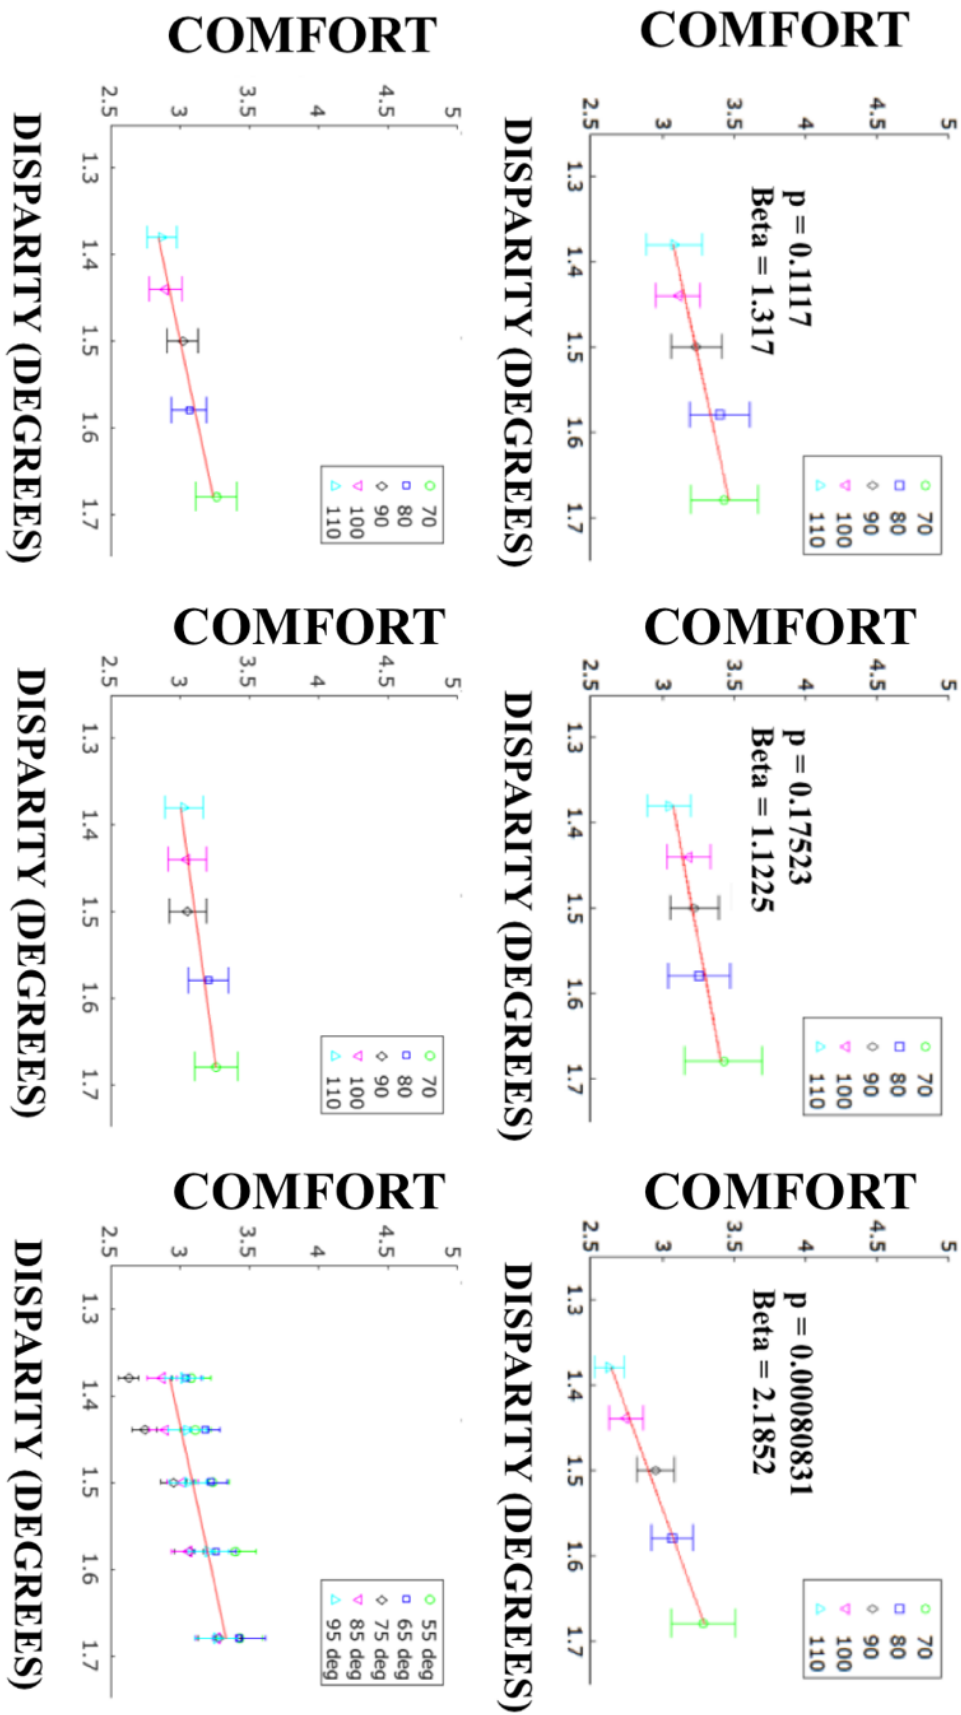 COMFORT
5
4.5
4
3.5
3
2.5
p = 0.1117
Beta = 1.317
70
80
90
100
110
1.3 1.4 1.5 1.6 1.7
DISPARITY (DEGREES)
COMFORT
5
4.5
4
3.5
3
2.5
p = 0.17523
Beta = 1.1225
70
80
90
100
110
1.3 1.4 1.5 1.6 1.7
DISPARITY (DEGREES)
COMFORT
5
4.5
4
3.5
3
2.5
p = 0.00080831
Beta = 2.1852
70
80
90
100
110
1.3 1.4 1.5 1.6 1.7
DISPARITY (DEGREES)
COMFORT
5
4.5
4
3.5
3
2.5
70
80
90
100
110
1.3 1.4 1.5 1.6 1.7
DISPARITY (DEGREES)
COMFORT
5
4.5
4
3.5
3
2.5
70
80
90
100
110
1.3 1.4 1.5 1.6 1.7
DISPARITY (DEGREES)
COMFORT
5
4.5
4
3.5
3
2.5
55 deg
65 deg
75 deg
85 deg
95 deg
1.3 1.4 1.5 1.6 1.7
DISPARITY (DEGREES)